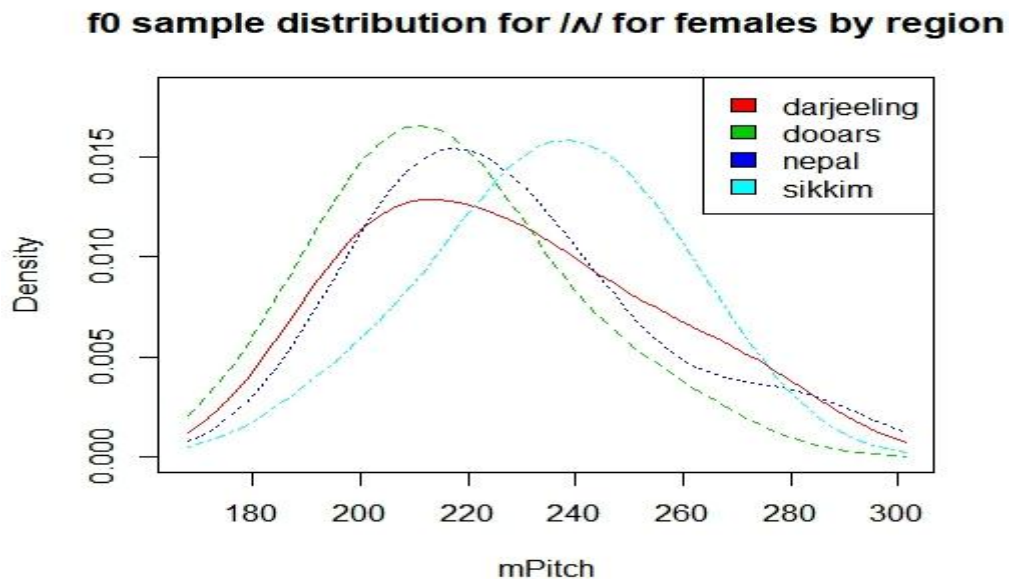 f0 sample distribution for /ʌ/ for females by region
darjeeling
dooars
nepal
sikkim
Density
0.015
0.010
0.005
0.000
180 200 220 240 260 280 300
mPitch